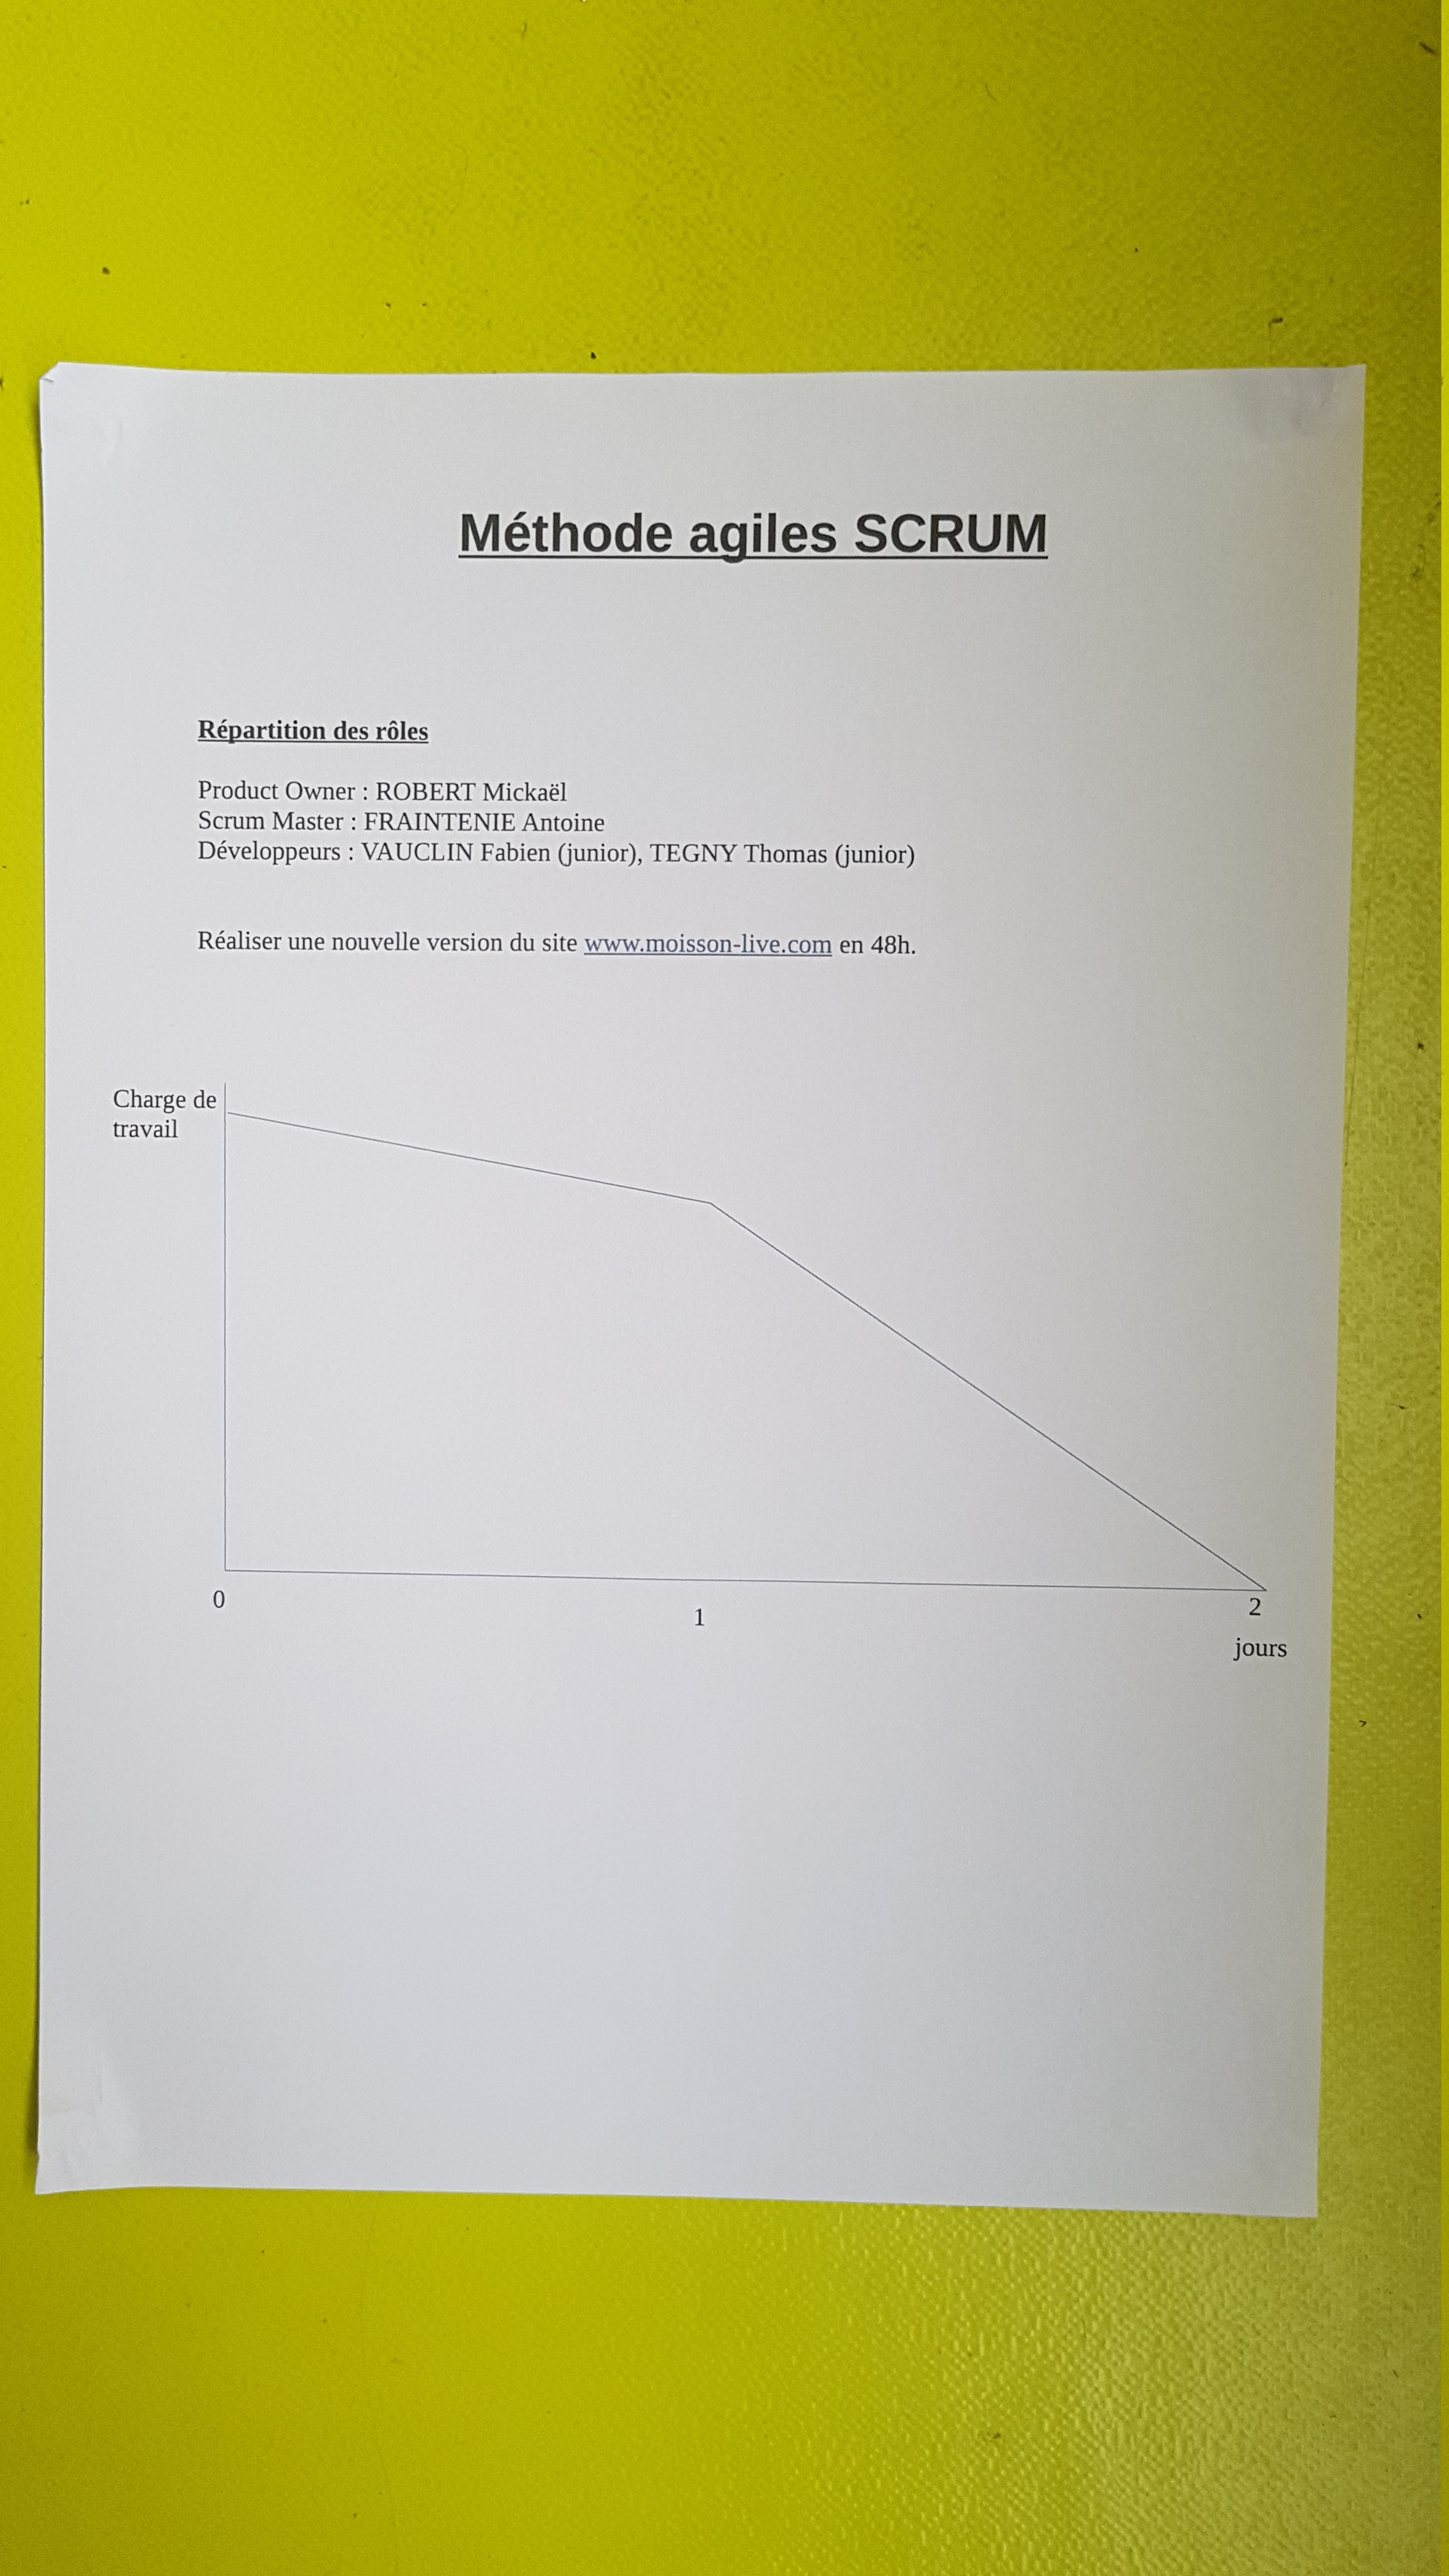 Méthode agiles SCRUM
Répartition des rôles
Product Owner : ROBERT Mickaël
Scrum Master : FRAINTENIE Antoine
Développeurs : VAUCLIN Fabien (junior), TEGNY Thomas (junior)
Réaliser une nouvelle version du site www.moisson-live.com en 48h.
Charge de
travail
0
1
2
jours